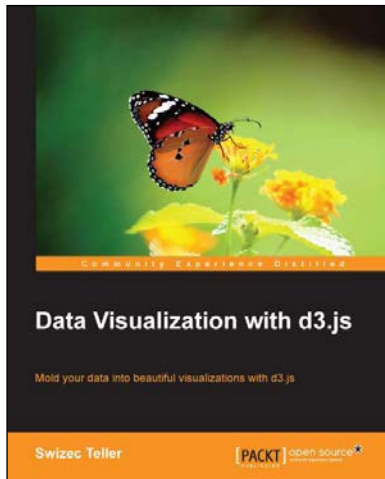 Community Experience Distilled
Data Visualization with d3.js
Mold your data into beautiful visualizations with d3.js
Swizec Teller
[PACKT] open source*
PUBLISHING